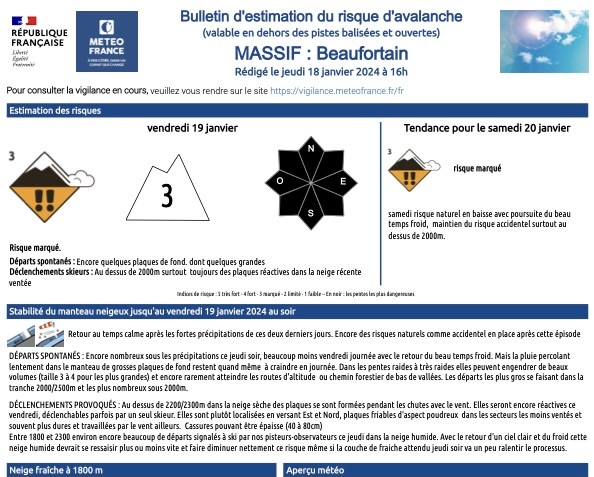 Bulletin d'estimation du risque d'avalanche
(valable en dehors des pistes balisées et ouvertes)
MASSIF : Beaufortain
Rédigé le jeudi 18 janvier 2024 à 16h
RÉPUBLIQUE
FRANÇAISE
Liberté
Égalité
Fraternité
METEO
FRANCE
Pour consulter la vigilance en cours, veuillez vous rendre sur le site https://vigilance.meteofrance.fr/fr
Estimation des risques
vendredi 19 janvier
3
3
N
E
S
O
Risque marqué.
Départs spontanés : Encore quelques plaques de fond. dont quelques grandes
Déclenchements skieurs : Au dessus de 2000m surtout toujours des plaques réactives dans la neige récente
ventée
Tendance pour le samedi 20 janvier
3
risque marqué
samedi risque naturel en baisse avec poursuite du beau
temps froid, maintien du risque accidentel surtout au
dessus de 2000m.
Indices de risque : 5 très fort - 4 fort - 3 marqué - 2 limité - 1 faible – En noir : les pentes les plus dangereuses
Stabilité du manteau neigeux jusqu'au vendredi 19 janvier 2024 au soir
Retour au temps calme après les fortes précipitations de ces deux derniers jours. Encore des risques naturels comme accidentel en place après cette épisode
DÉPARTS SPONTANÉS : Encore nombreux sous les précipitations ce jeudi soir, beaucoup moins vendredi journée avec le retour du beau temps froid. Mais la pluie percolant
lentement dans le manteau de grosses plaques de fond restent quand même à craindre en journée. Dans les pentes raides à très raides elles peuvent engendrer de beaux
volumes (taille 3 à 4 pour les plus grandes) et encore rarement atteindre les routes d'altitude ou chemin forestier de bas de vallées. Les départs les plus gros se faisant dans la
tranche 2000/2500m et les plus nombreux sous 2000m.
DÉCLENCHEMENTS PROVOQUÉS : Au dessus de 2200/2300m dans la neige sèche des plaques se sont formées pendant les chutes avec le vent. Elles seront encore réactives ce
vendredi, déclenchables parfois par un seul skieur. Elles sont plutôt localisées en versant Est et Nord, plaques friables d'aspect poudreux dans les secteurs les moins ventés et
souvent plus dures et travaillées par le vent ailleurs. Cassures pouvant être épaisse (40 à 80cm)
Entre 1800 et 2300 environ encore beaucoup de départs signalés à ski par nos pisteurs-observateurs ce jeudi dans la neige humide. Avec le retour d'un ciel clair et du froid cette
neige humide devrait se ressaisir plus ou moins vite et faire diminuer nettement ce risque même si la couche de fraiche attendu jeudi soir va un peu ralentir le processus.
Neige fraîche à 1800 m
Aperçu météo